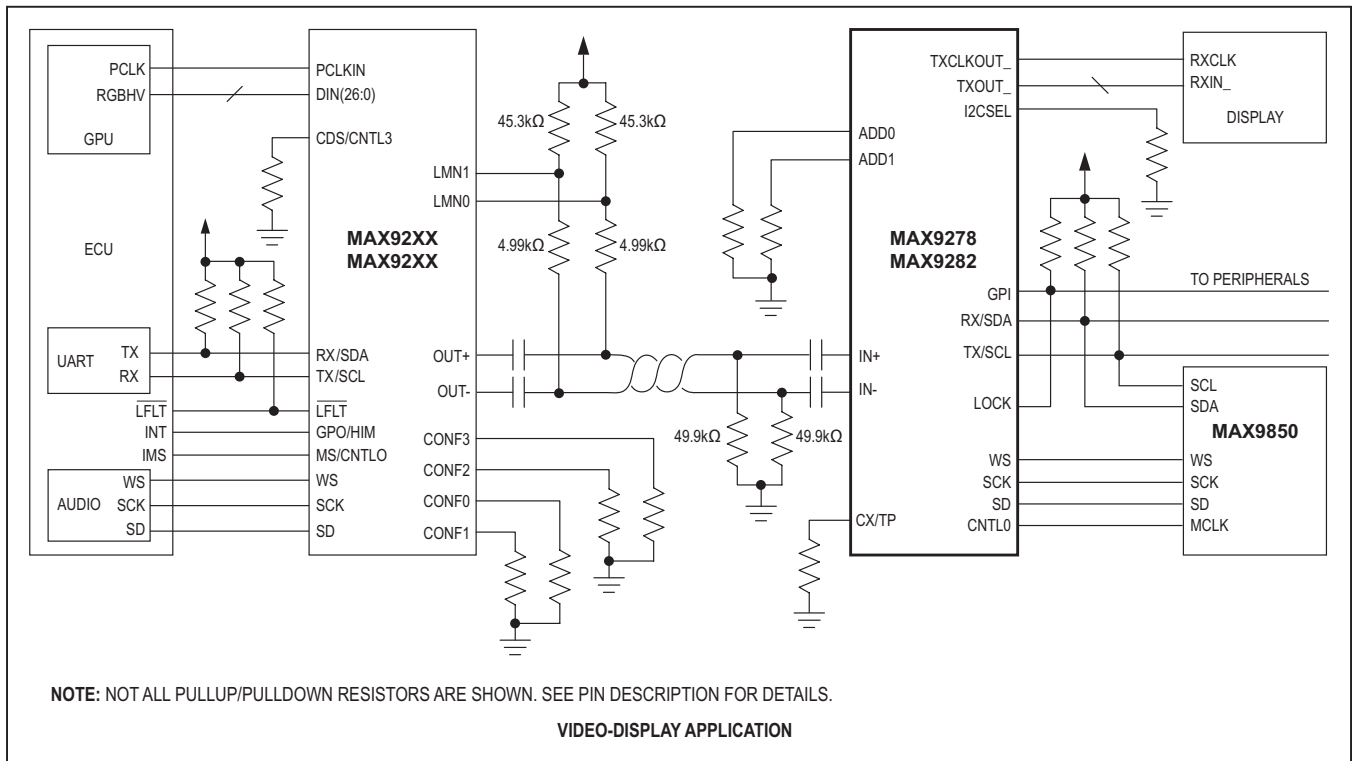 PCLK
RGBHV
GPU
ECU
UART
TX
RX
LFLT
INT
IMS
AUDIO
WS
SCK
SD
PCLKIN
DIN(26:0)
CDS/CNTL3
LMN1
LMN0
MAX92XX
MAX92XX
RX/SDA
TX/SCL
LFLT
GPO/HIM
MS/CNTLO
WS
SCK
SD
OUT+
OUT-
CONF3
CONF2
CONF0
CONF1
45.3kΩ
45.3kΩ
4.99kΩ
4.99kΩ
49.9kΩ
49.9kΩ
ADD0
ADD1
IN+
IN-
CX/TP
MAX9278
MAX9282
TXCLKOUT_
TXOUT_
I2CSEL
GPI
RX/SDA
TX/SCL
LOCK
WS
SCK
SD
CNTL0
RXCLK
RXIN_
DISPLAY
TO PERIPHERALS
SCL
SDA
MAX9850
WS
SCK
SD
MCLK
NOTE: NOT ALL PULLUP/PULLDOWN RESISTORS ARE SHOWN. SEE PIN DESCRIPTION FOR DETAILS.
VIDEO-DISPLAY APPLICATION